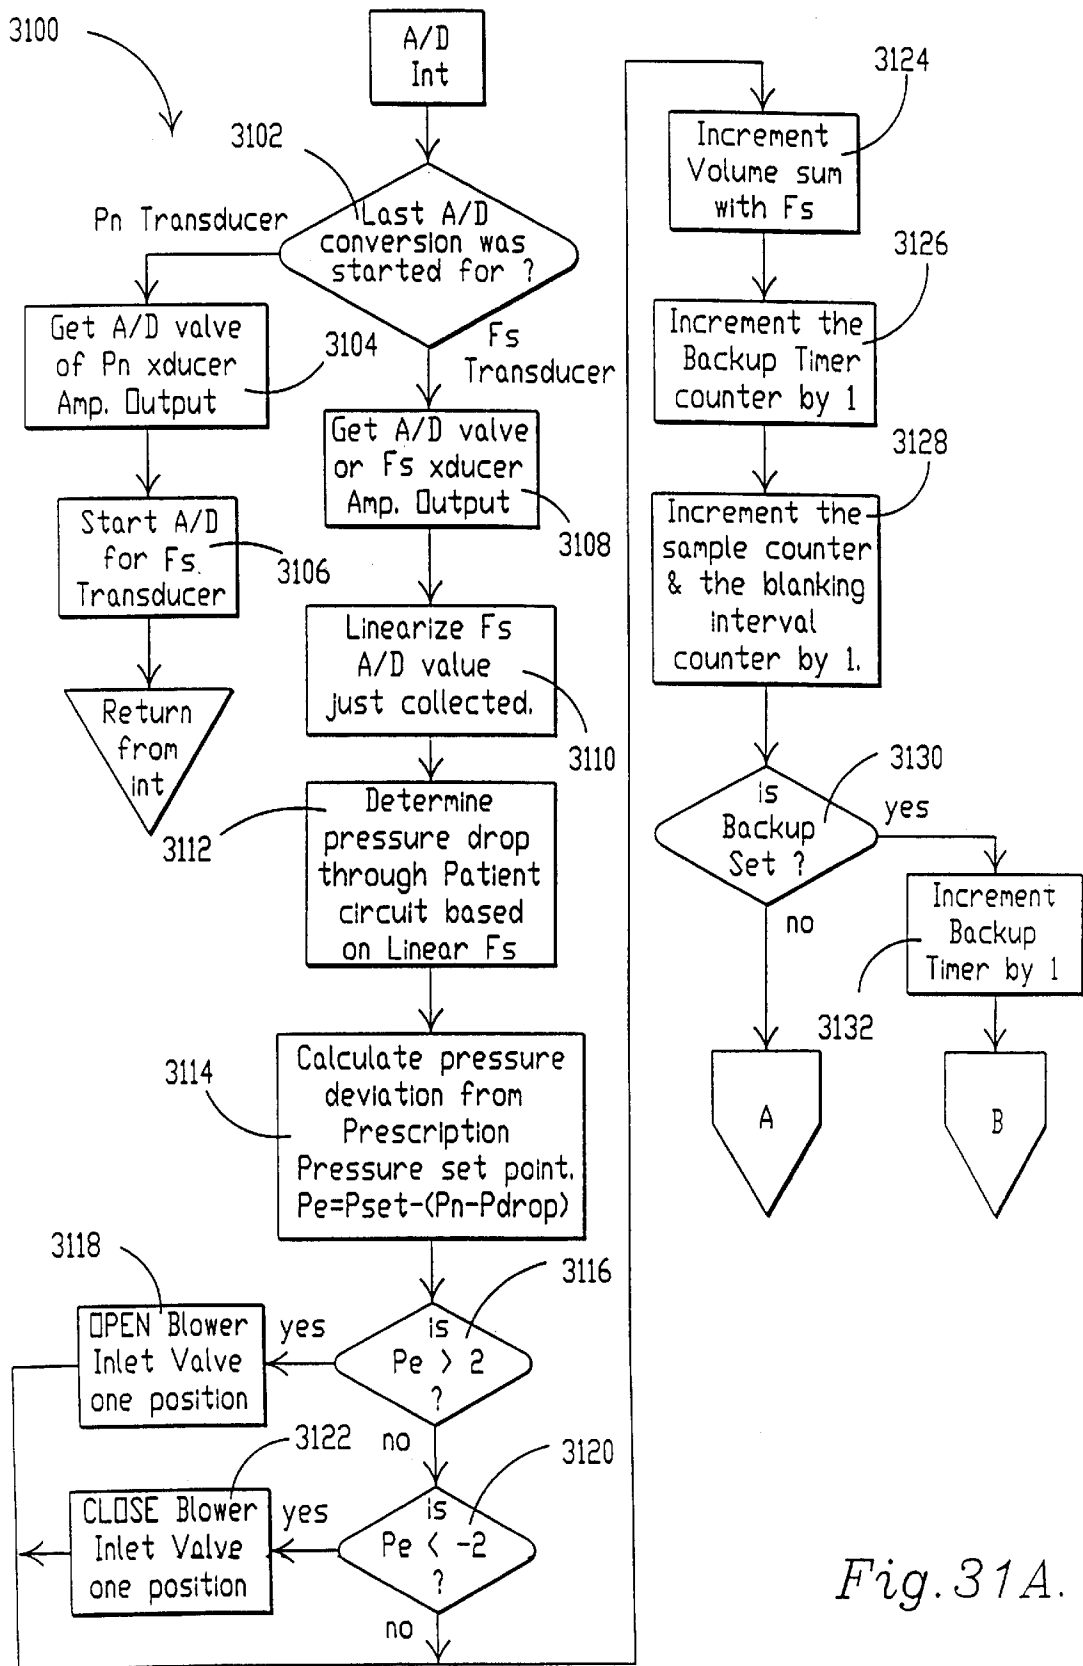 3100
A/D
Int
3102
Last A/D
conversion was
started for ?
Pn Transducer
Get A/D valve
of Pn xducer
Amp. Output
3104
Start A/D
for Fs.
Transducer
3106
Return
from
int
Fs
Transducer
Get A/D valve
or Fs xducer
Amp. Output
3108
Linearize Fs
A/D value
just collected.
3110
Determine
pressure drop
through Patient
circuit based
on Linear Fs
3112
Calculate pressure
deviation from
Prescription
Pressure set point.
Pe=Pset-(Pn-Pdrop)
3114
is
Pe > 2
?
3116
yes
OPEN Blower
Inlet Valve
one position
3118
no
is
Pe < -2
?
3120
yes
CLOSE Blower
Inlet Valve
one position
3122
no
3124
Increment
Volume sum
with Fs
3126
Increment the
Backup Timer
counter by 1
3128
Increment the
sample counter
& the blanking
interval
counter by 1.
3130
is
Backup
Set ?
yes
no
Increment
Backup
Timer by 1
3132
A
B
Fig.31A.